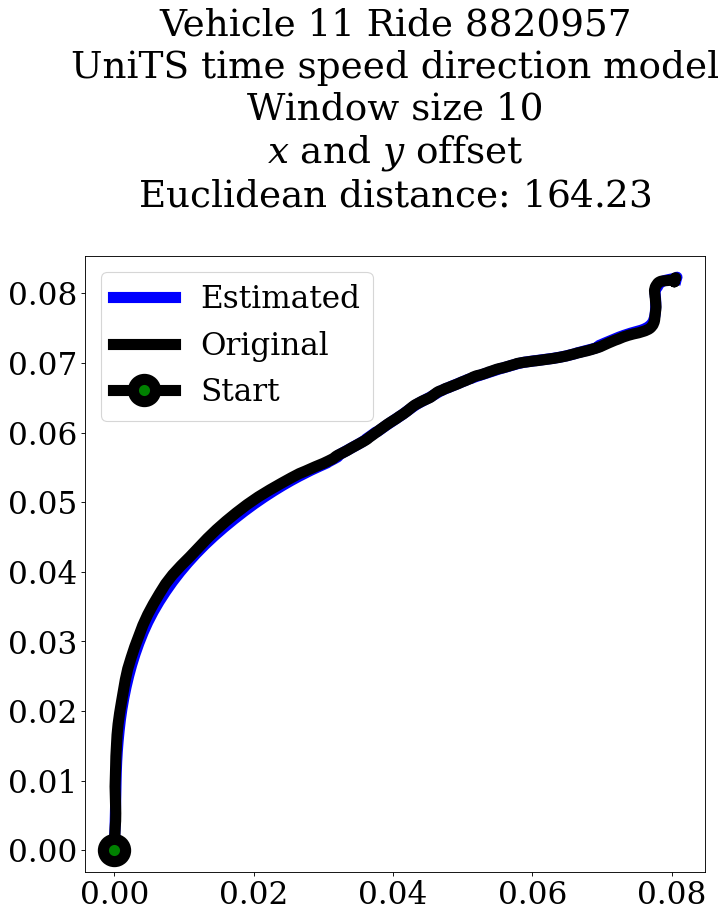 Vehicle 11 Ride 8820957
UniTS time speed direction model
Window size 10
x and y offset
Euclidean distance: 164.23
Estimated
Original
Start
0.08
0.07
0.06
0.05
0.04
0.03
0.02
0.01
0.00
0.00 0.02 0.04 0.06 0.08